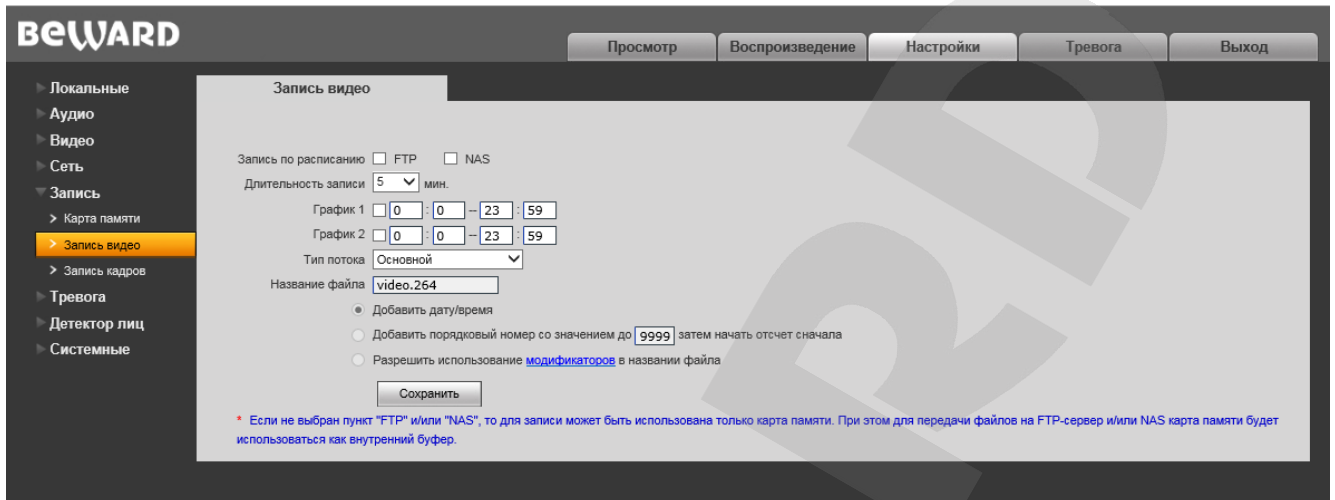 BEWARD
Просмотр Воспроизведение Настройки Тревога Выход
Локальные
Аудио
Видео
Сеть
Запись
Карта памяти
Запись видео
Запись кадров
Тревога
Детектор лиц
Системные
Запись видео
Запись по расписанию FTP NAS
Длительность записи 5 мин.
График 1 0 : 0 -- 23 : 59
График 2 0 : 0 -- 23 : 59
Тип потока Основной
Название файла video.264
Добавить дату/время
Добавить порядковый номер со значением до 9999 затем начать отсчет сначала
Разрешить использование модификаторов в названии файла
Сохранить
* Если не выбран пункт "FTP" и/или "NAS", то для записи может быть использована только карта памяти. При этом для передачи файлов на FTP-сервер и/или NAS карта памяти будет
использоваться как внутренний буфер.